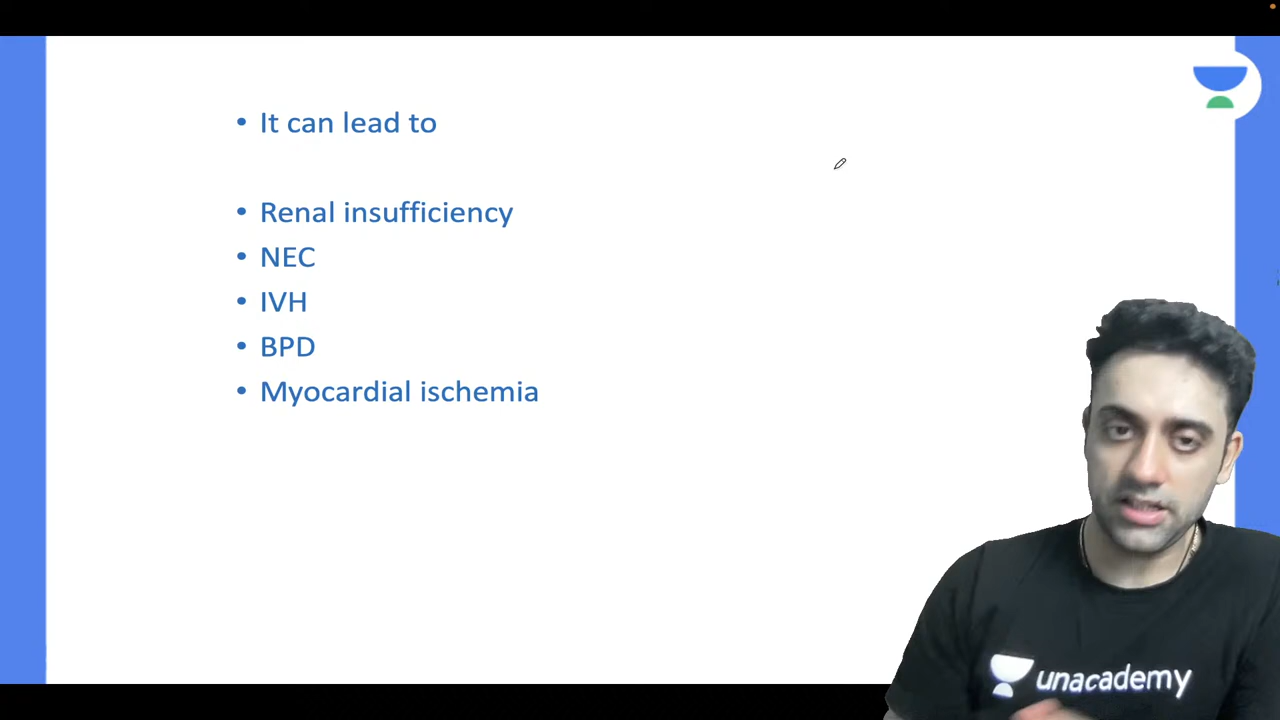 • It can lead to
• Renal insufficiency
• NEC
• IVH
• BPD
• Myocardial ischemia
unacademy